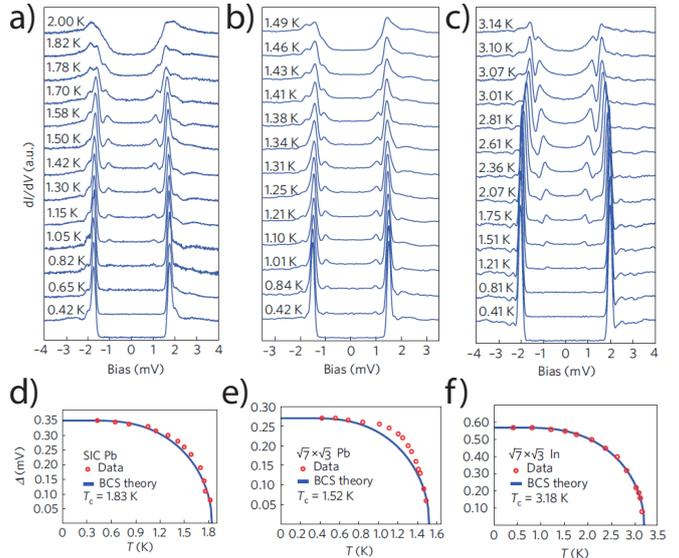 a)
2.00 K
1.82 K
1.78 K
1.70 K
1.58 K
1.50 K
1.42 K
1.30 K
1.15 K
1.05 K
0.82 K
0.65 K
0.42 K
dI/dV (a.u.)
−4 −3 −2 −1 0 1 2 3 4
Bias (mV)
b)
1.49 K
1.46 K
1.43 K
1.41 K
1.38 K
1.34 K
1.31 K
1.25 K
1.21 K
1.10 K
1.01 K
0.84 K
0.42 K
−3 −2 −1 0 1 2 3
Bias (mV)
c)
3.14 K
3.10 K
3.07 K
3.01 K
2.81 K
2.61 K
2.36 K
2.07 K
1.75 K
1.51 K
1.21 K
0.81 K
0.41 K
−4 −3 −2 −1 0 1 2 3 4
Bias (mV)
d)
0.35
0.30
0.25
0.20
0.15
0.10
0.05
Δ (mV)
SIC Pb
Data
BCS theory
Tc = 1.83 K
0 0.3 0.6 0.9 1.2 1.5 1.8
T (K)
e)
0.30
0.25
0.20
0.15
0.10
0.05
√7×√3 Pb
Data
BCS theory
Tc = 1.52 K
0 0.2 0.4 0.6 0.8 1.0 1.2 1.4 1.6
T (K)
f)
0.60
0.50
0.40
0.30
0.20
0.10
√7×√3 In
Data
BCS theory
Tc = 3.18 K
0 0.5 1.0 1.5 2.0 2.5 3.0 3.5
T (K)